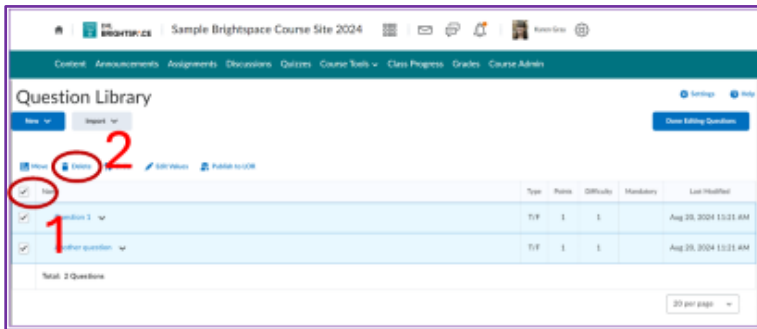 BRIGHTSPACE Sample Brightspace Course Site 2024 Karen Gray
Content Announcements Assignments Discussions Quizzes Course Tools Class Progress Grades Course Admin
Question Library
Settings Help
New Import Done Editing Questions
2
Move Delete Edit Values Publish to LOR
Type Points Difficulty Mandatory Last Modified
1
Question 1 T/F 1 1 Aug 20, 2024 11:21 AM
Another question T/F 1 1 Aug 20, 2024 11:21 AM
Total: 2 Questions
20 per page